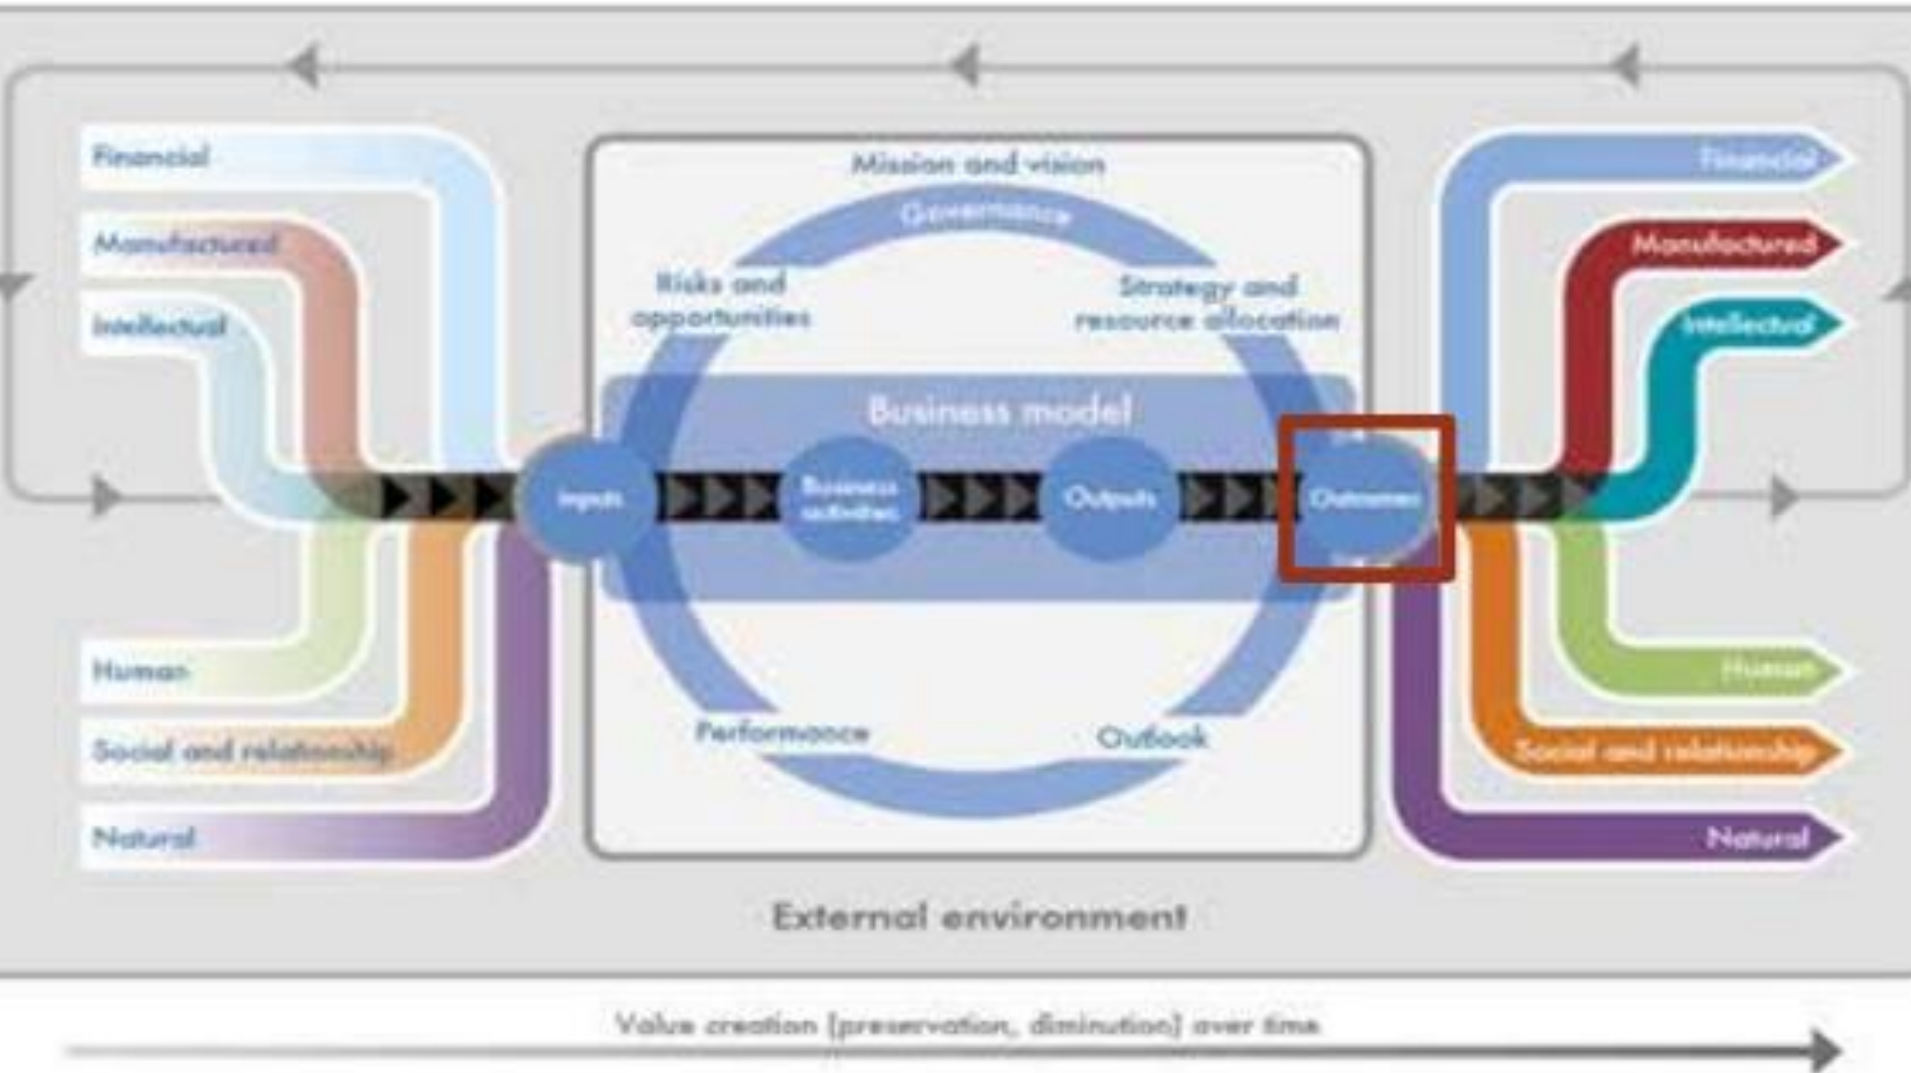 Financial
Manufactured
Intellectual
Human
Social and relationship
Natural
Mission and vision
Governance
Risks and
opportunities
Strategy and
resource allocation
Business model
Inputs
Business
activities
Outputs
Outcomes
Performance
Outlook
Financial
Manufactured
Intellectual
Human
Social and relationship
Natural
External environment
Value creation (preservation, diminution) over time